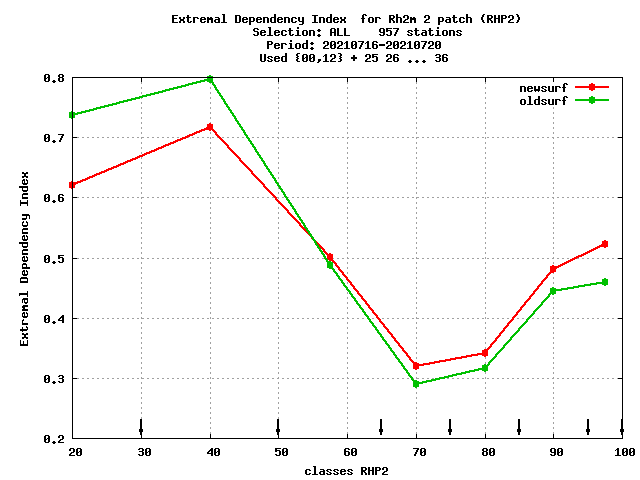 Extremal Dependency Index  for Rh2m 2 patch (RHP2)
Selection: ALL    957 stations
Period: 20210716-20210720
Used {00,12} + 25 26 ... 36
newsurf
oldsurf
0.8
0.7
0.6
0.5
0.4
0.3
0.2
Extremal Dependency Index
20 30 40 50 60 70 80 90 100
classes RHP2